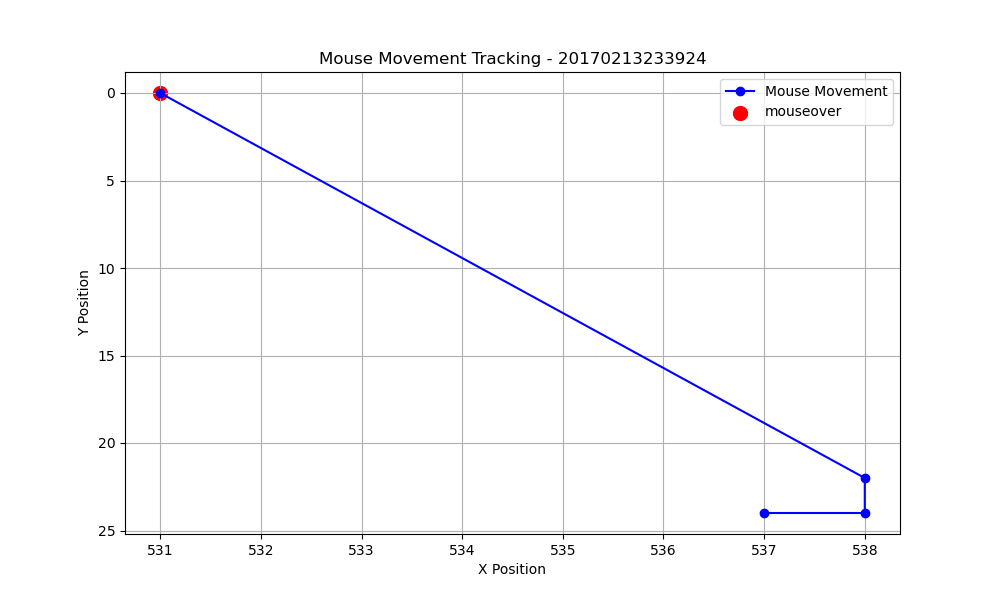 Mouse Movement Tracking - 20170213233924
Mouse Movement
mouseover
0
5
10
15
20
25
Y Position
531 532 533 534 535 536 537 538
X Position